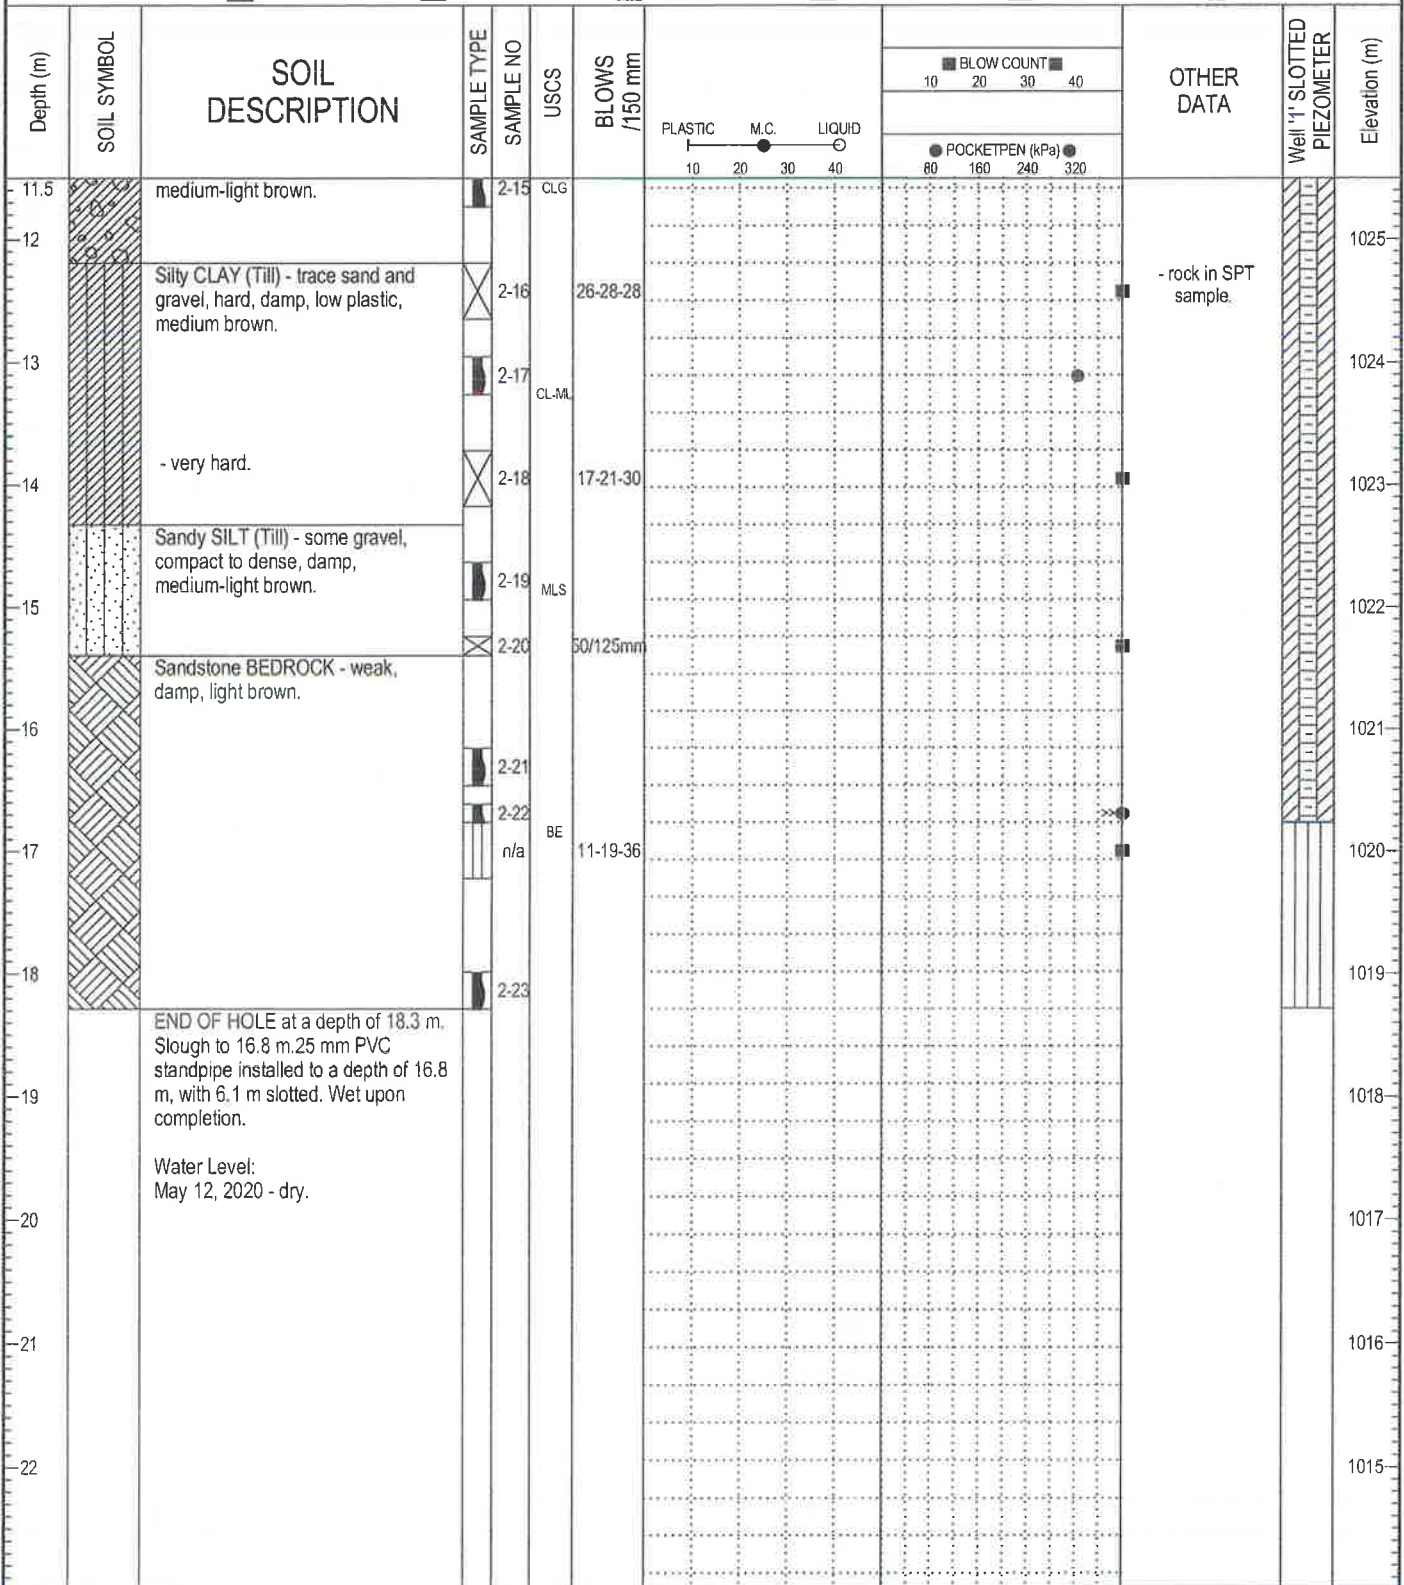 Depth (m)
SOIL SYMBOL
SOIL
DESCRIPTION
SAMPLE TYPE
SAMPLE NO
USCS
BLOWS
/150 mm
PLASTIC M.C. LIQUID
10 20 30 40
BLOW COUNT
10 20 30 40
POCKETPEN (kPa)
80 160 240 320
OTHER
DATA
Well '1' SLOTTED
PIEZOMETER
Elevation (m)
11.5
medium-light brown.
2-15
CLG
12
1025
Silty CLAY (Till) - trace sand and
gravel, hard, damp, low plastic,
medium brown.
2-16
26-28-28
- rock in SPT
sample.
13
2-17
CL-ML
1024
- very hard.
2-18
17-21-30
14
1023
Sandy SILT (Till) - some gravel,
compact to dense, damp,
medium-light brown.
2-19
MLS
15
1022
2-20
50/125mm
Sandstone BEDROCK - weak,
damp, light brown.
16
1021
2-21
2-22
>>
BE
17
n/a
11-19-36
1020
18
1019
2-23
END OF HOLE at a depth of 18.3 m.
Slough to 16.8 m.25 mm PVC
standpipe installed to a depth of 16.8
m, with 6.1 m slotted. Wet upon
completion.
19
1018
Water Level:
May 12, 2020 - dry.
20
1017
21
1016
22
1015